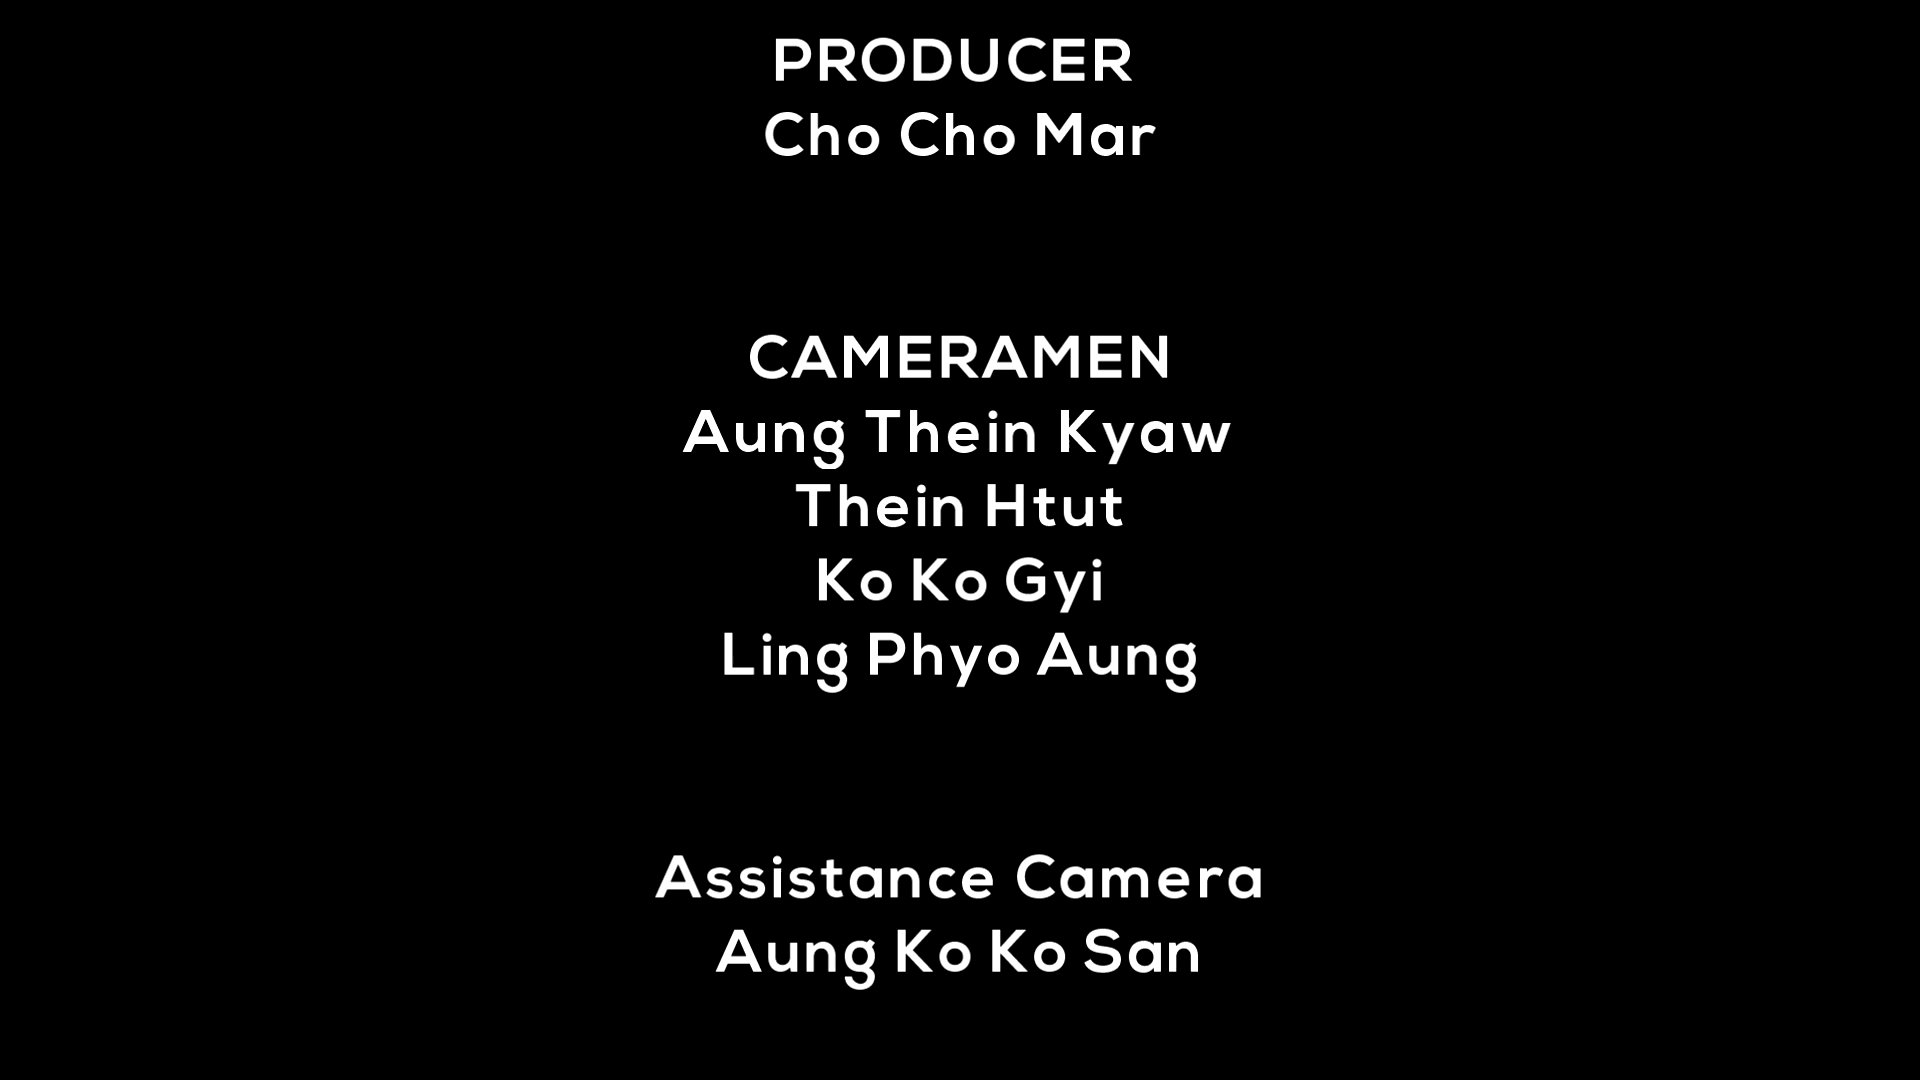 PRODUCER
Cho Cho Mar
CAMERAMEN
Aung Thein Kyaw
Thein Htut
Ko Ko Gyi
Ling Phyo Aung
Assistance Camera
Aung Ko Ko San